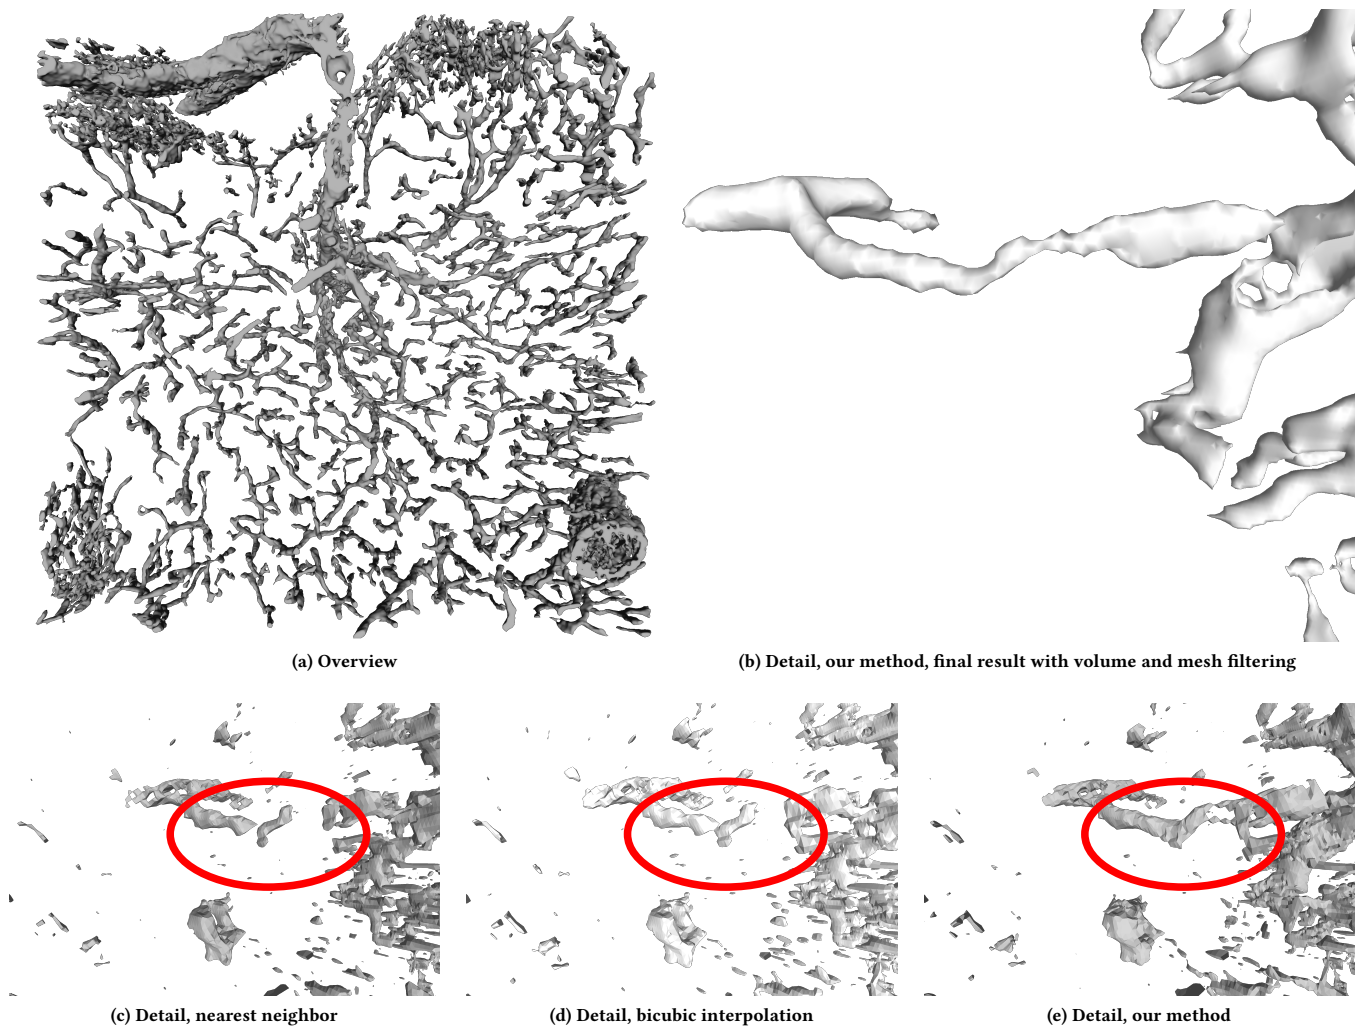 (a) Overview
(b) Detail, our method, final result with volume and mesh filtering
(c) Detail, nearest neighbor
(d) Detail, bicubic interpolation
(e) Detail, our method